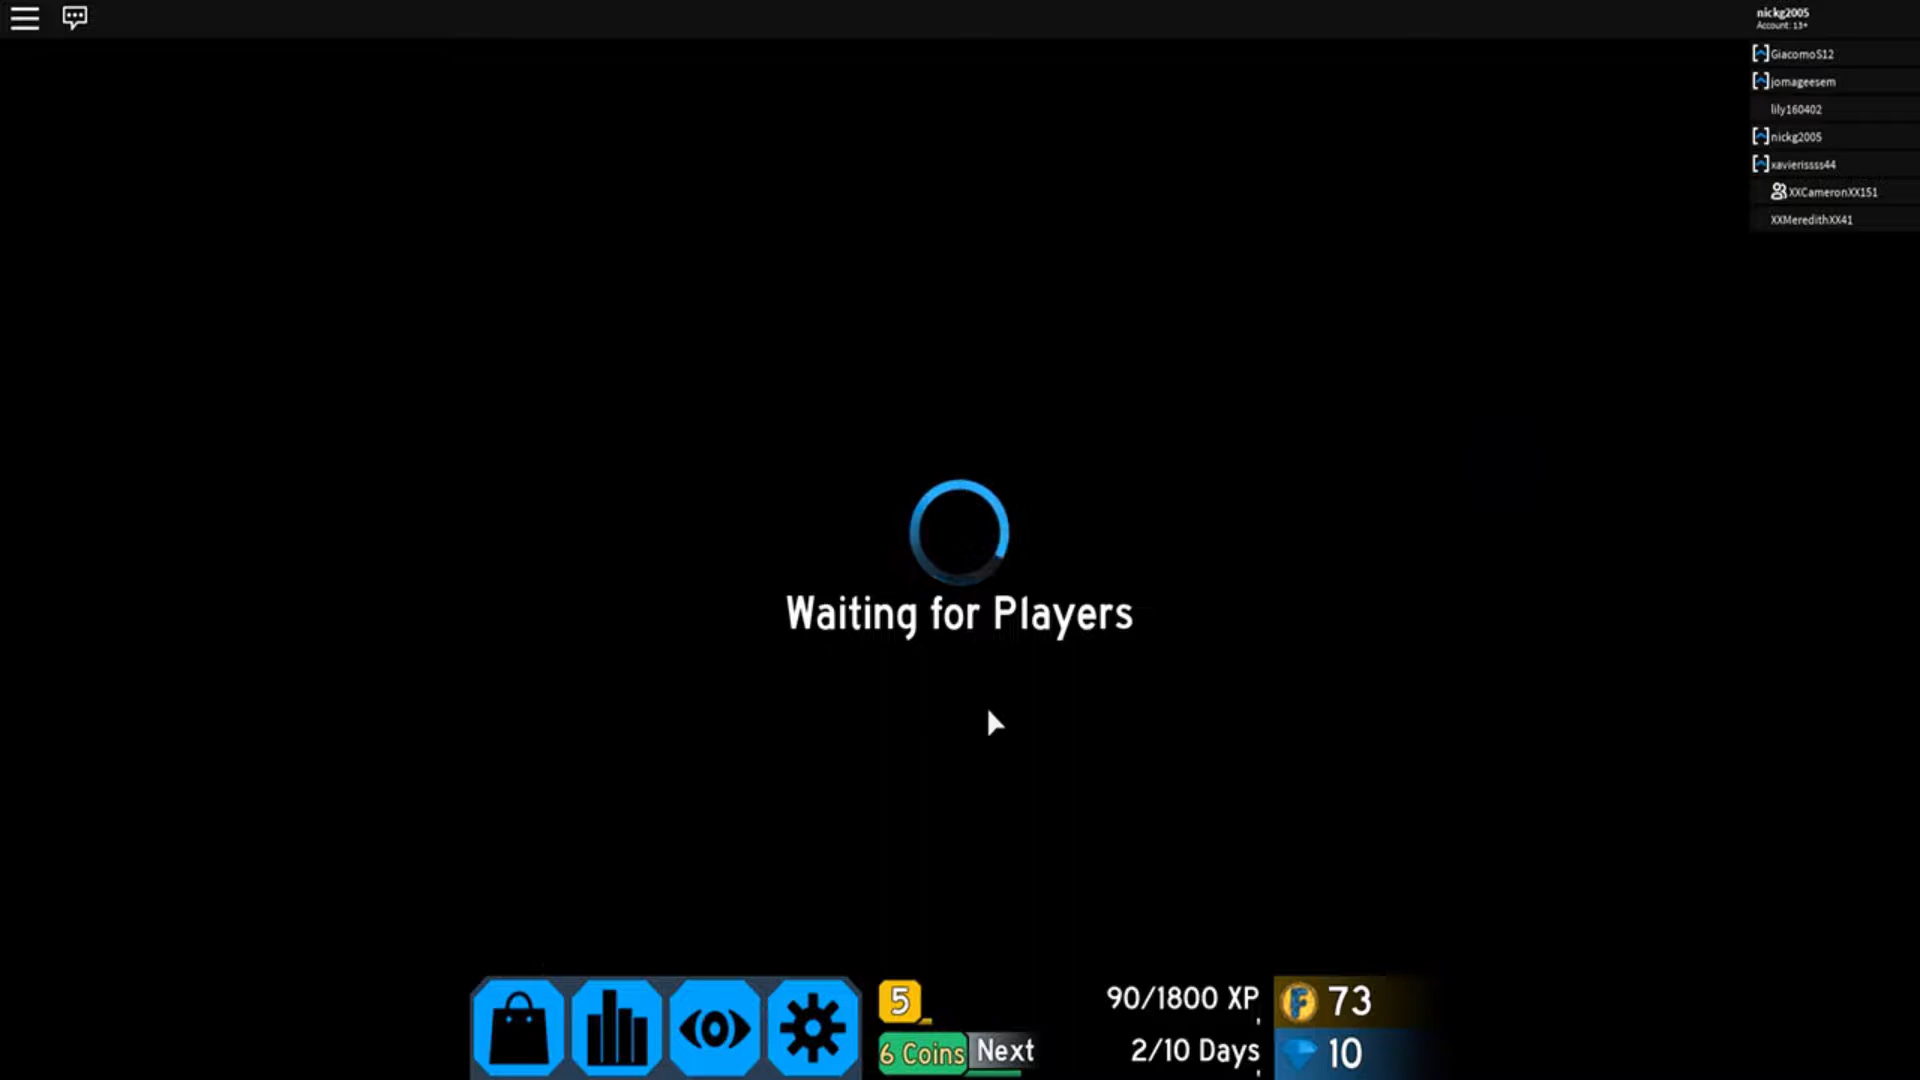 nickg2005
Account: 13+
GiacomoS12
jomageesem
lily160402
nickg2005
xavierissss44
XXCameronXX151
XXMeredithXX41
Waiting for Players
5
90/1800 XP
73
6 Coins
Next
2/10 Days
10